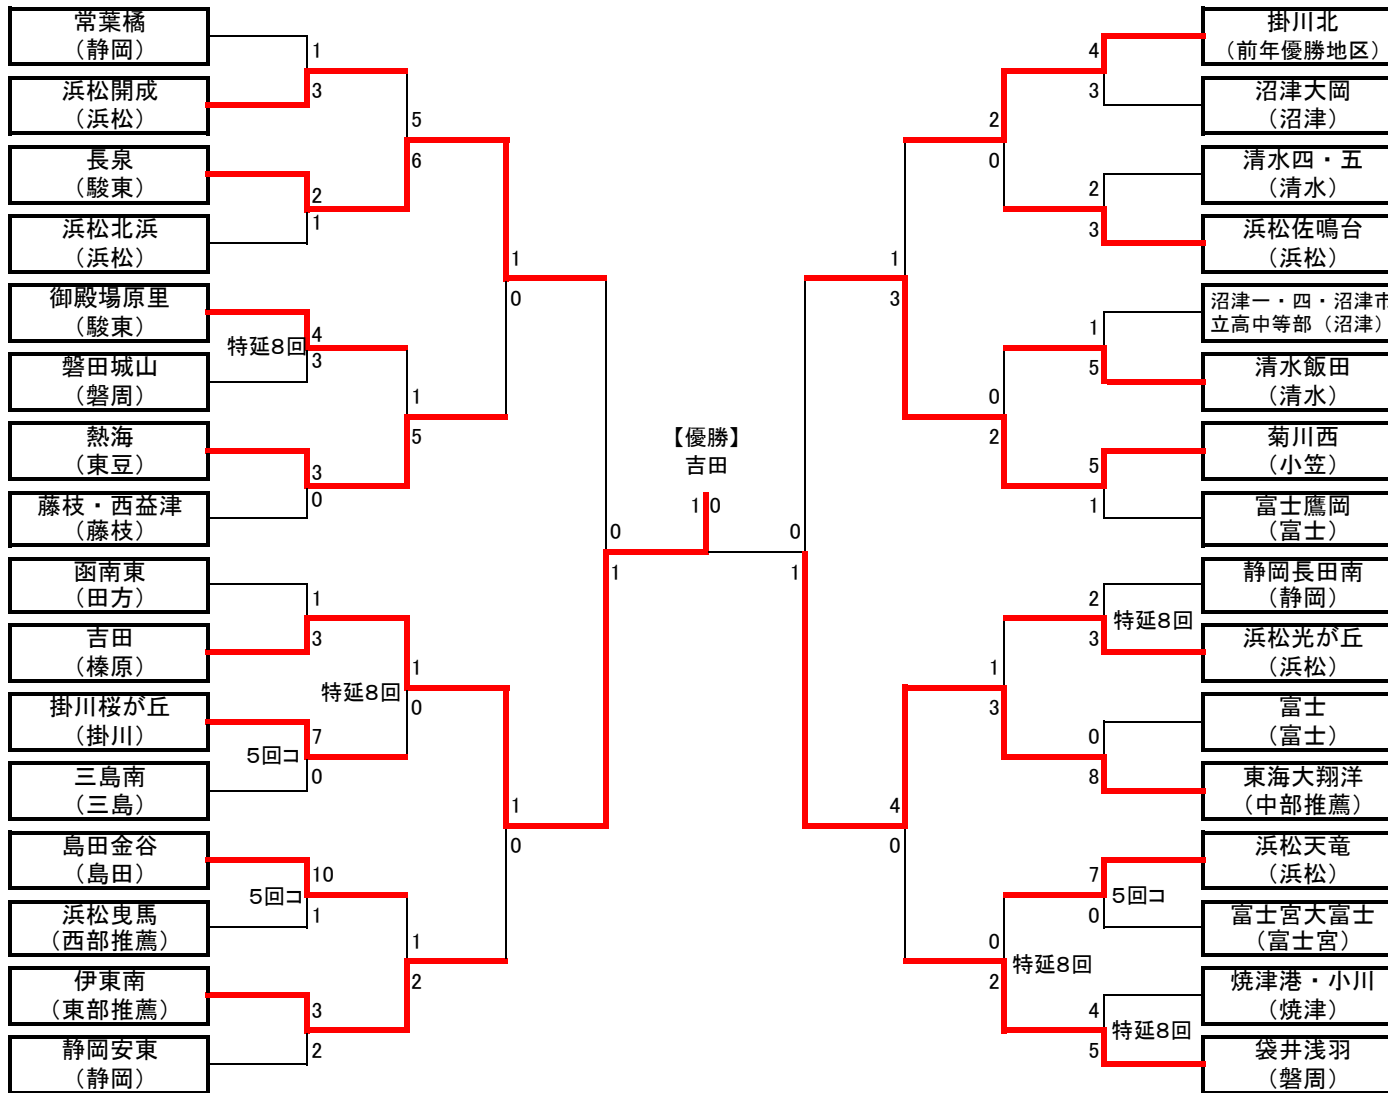 常葉橘
（静岡）
浜松開成
（浜松）
長泉
（駿東）
浜松北浜
（浜松）
御殿場原里
（駿東）
磐田城山
（磐周）
熱海
（東豆）
藤枝・西益津
（藤枝）
函南東
（田方）
吉田
（榛原）
掛川桜が丘
（掛川）
三島南
（三島）
島田金谷
（島田）
浜松曳馬
（西部推薦）
伊東南
（東部推薦）
静岡安東
（静岡）
1
3
2
1
4
特延8回
3
3
0
1
3
7
5回コ
0
10
5回コ
1
3
2
5
6
1
5
1
特延8回
0
1
2
1
0
1
0
0
1
【優勝】
吉田
1 0
0
1
1
3
4
0
2
0
0
2
1
3
0
特延8回
2
4
3
2
3
1
5
5
1
2
特延8回
3
0
8
7
5回コ
0
4
特延8回
5
掛川北
（前年優勝地区）
沼津大岡
（沼津）
清水四・五
（清水）
浜松佐鳴台
（浜松）
沼津一・四・沼津市
立高中等部（沼津）
清水飯田
（清水）
菊川西
（小笠）
富士鷹岡
（富士）
静岡長田南
（静岡）
浜松光が丘
（浜松）
富士
（富士）
東海大翔洋
（中部推薦）
浜松天竜
（浜松）
富士宮大富士
（富士宮）
焼津港・小川
（焼津）
袋井浅羽
（磐周）